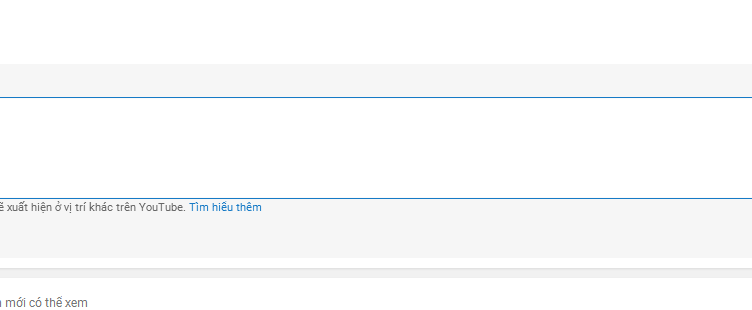 xuất hiện ở vị trí khác trên YouTube. Tìm hiểu thêm
mới có thể xem